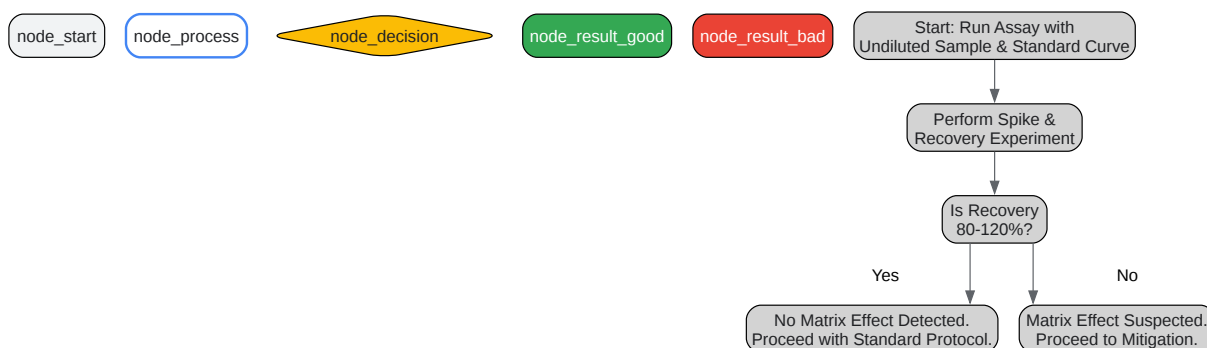 node_start
node_process
node_decision
node_result_good
node_result_bad
Start: Run Assay with
Undiluted Sample & Standard Curve
Perform Spike &
Recovery Experiment
Is Recovery
80-120%?
Yes
No
No Matrix Effect Detected.
Proceed with Standard Protocol.
Matrix Effect Suspected.
Proceed to Mitigation.